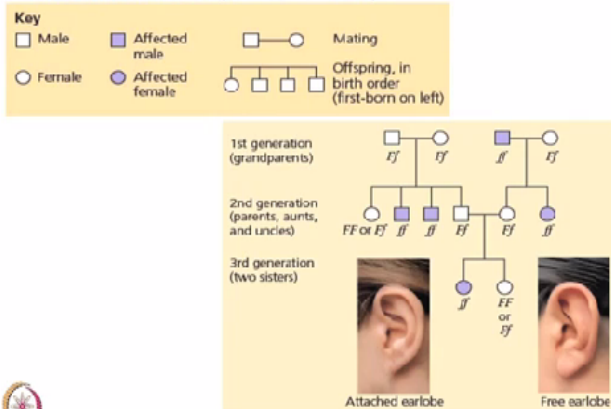 Key
Male
Affected male
Mating
Female
Affected female
Offspring, in birth order (first-born on left)
1st generation
(grandparents)
Ff Ff ff Ff
2nd generation
(parents, aunts,
and uncles)
FF or Ff ff ff Ff Ff ff
3rd generation
(two sisters)
ff FF
or
Ff
Attached earlobe Free earlobe